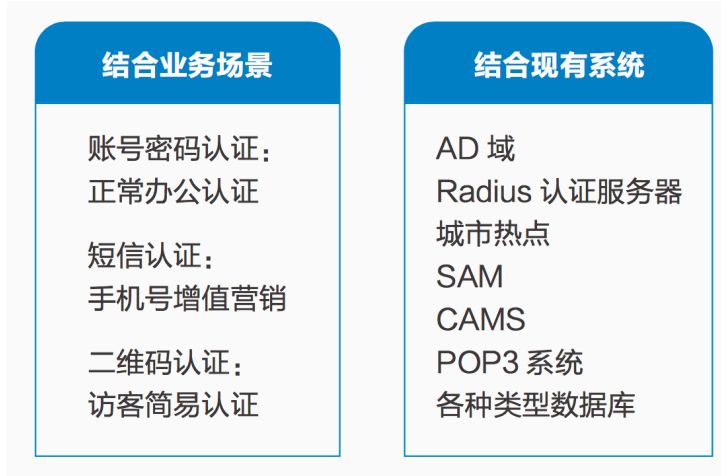 结合业务场景
账号密码认证：
正常办公认证
短信认证：
手机号增值营销
二维码认证：
访客简易认证
结合现有系统
AD 域
Radius 认证服务器
城市热点
SAM
CAMS
POP3 系统
各种类型数据库